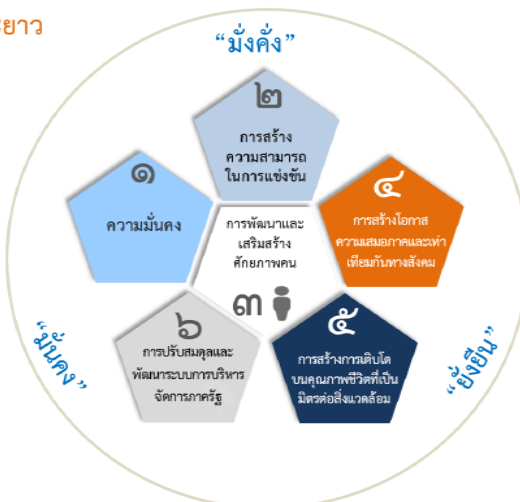 ยาว
“มั่งคั่ง”
๒
การสร้าง
ความสามารถ
ในการแข่งขัน
๑
ความมั่นคง
๔
การสร้างโอกาส
ความเสมอภาคและเท่า
เทียมกันทางสังคม
การพัฒนาและ
เสริมสร้าง
ศักยภาพคน
๓
๖
การปรับสมดุลและ
พัฒนาระบบการบริหาร
จัดการภาครัฐ
๕
การสร้างการเติบโต
บนคุณภาพชีวิตที่เป็น
มิตรต่อสิ่งแวดล้อม
“มั่นคง”
“ยั่งยืน”